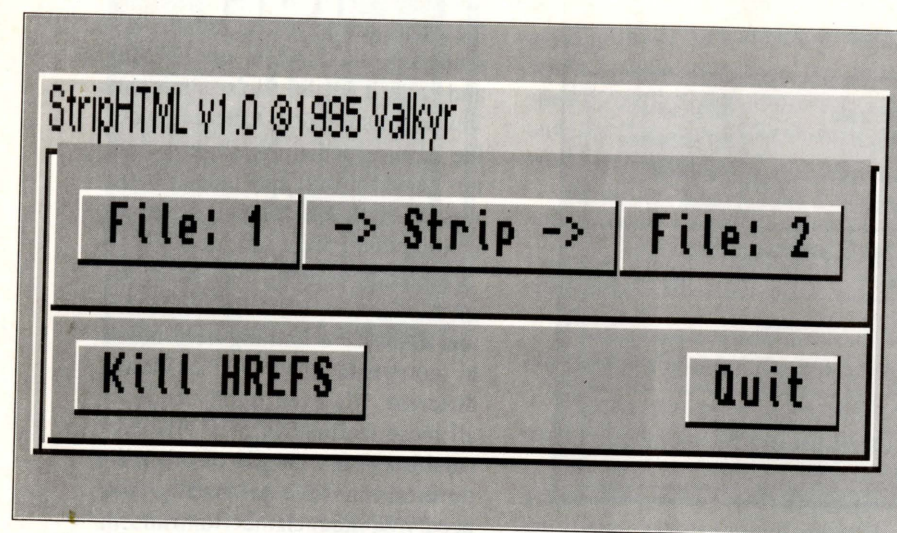 StripHTML v1.0 ©1995 Valkyr
File: 1 -> Strip -> File: 2
Kill HREFS Quit